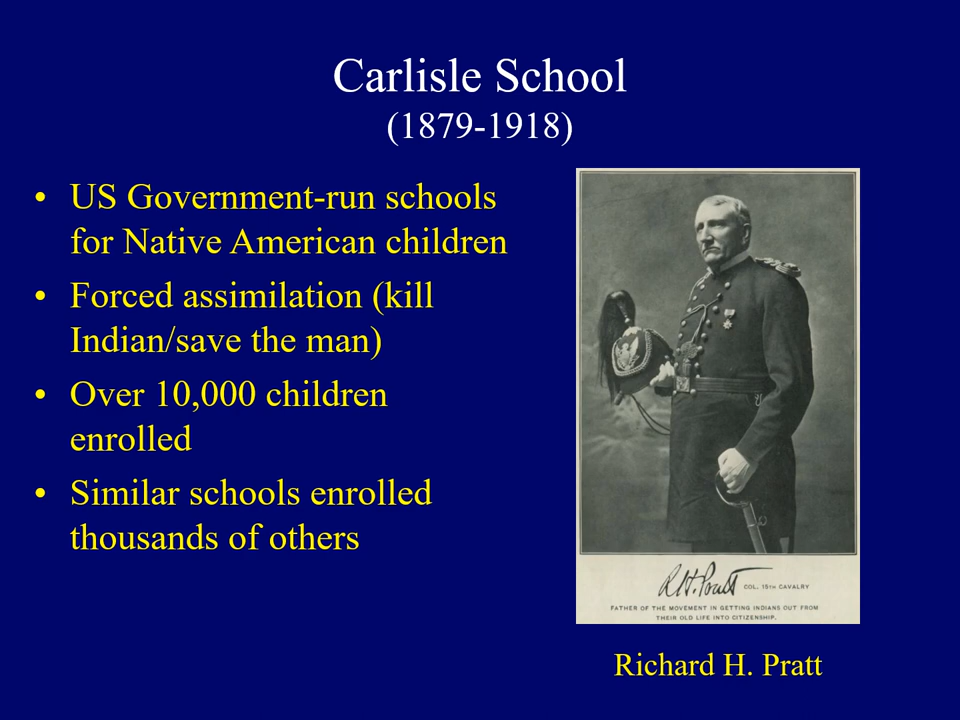 Carlisle School
(1879-1918)
• US Government-run schools
for Native American children
• Forced assimilation (kill
Indian/save the man)
• Over 10,000 children
enrolled
• Similar schools enrolled
thousands of others
R.H. Pratt COL. 15TH CAVALRY
FATHER OF THE MOVEMENT IN GETTING INDIANS OUT FROM
THEIR OLD LIFE INTO CITIZENSHIP.
Richard H. Pratt